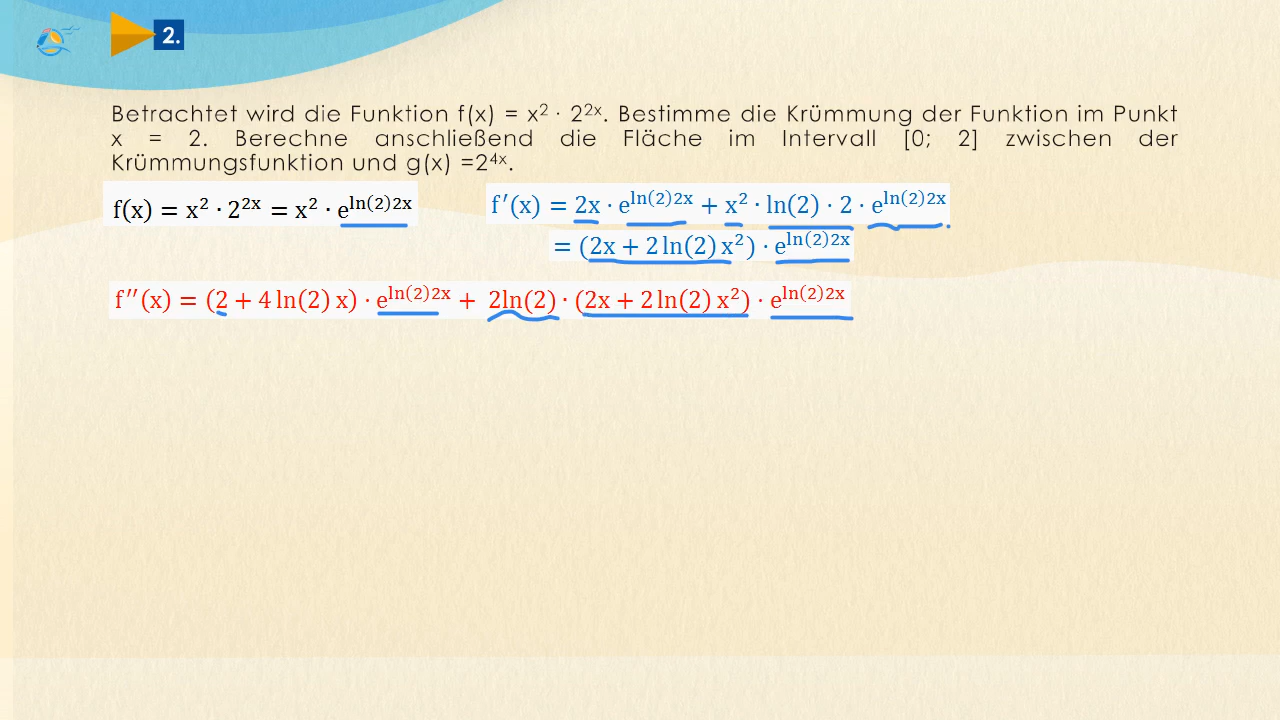 2.
Betrachtet wird die Funktion f(x) = x² · 2²ˣ. Bestimme die Krümmung der Funktion im Punkt
x = 2. Berechne anschließend die Fläche im Intervall [0; 2] zwischen der
Krümmungsfunktion und g(x) =2⁴ˣ.
f(x) = x² · 2²ˣ = x² · e^ln(2)2x
f′(x) = 2x · e^ln(2)2x + x² · ln(2) · 2 · e^ln(2)2x
= (2x + 2 ln(2) x²) · e^ln(2)2x
f′′(x) = (2 + 4 ln(2) x) · e^ln(2)2x + 2ln(2) · (2x + 2 ln(2) x²) · e^ln(2)2x